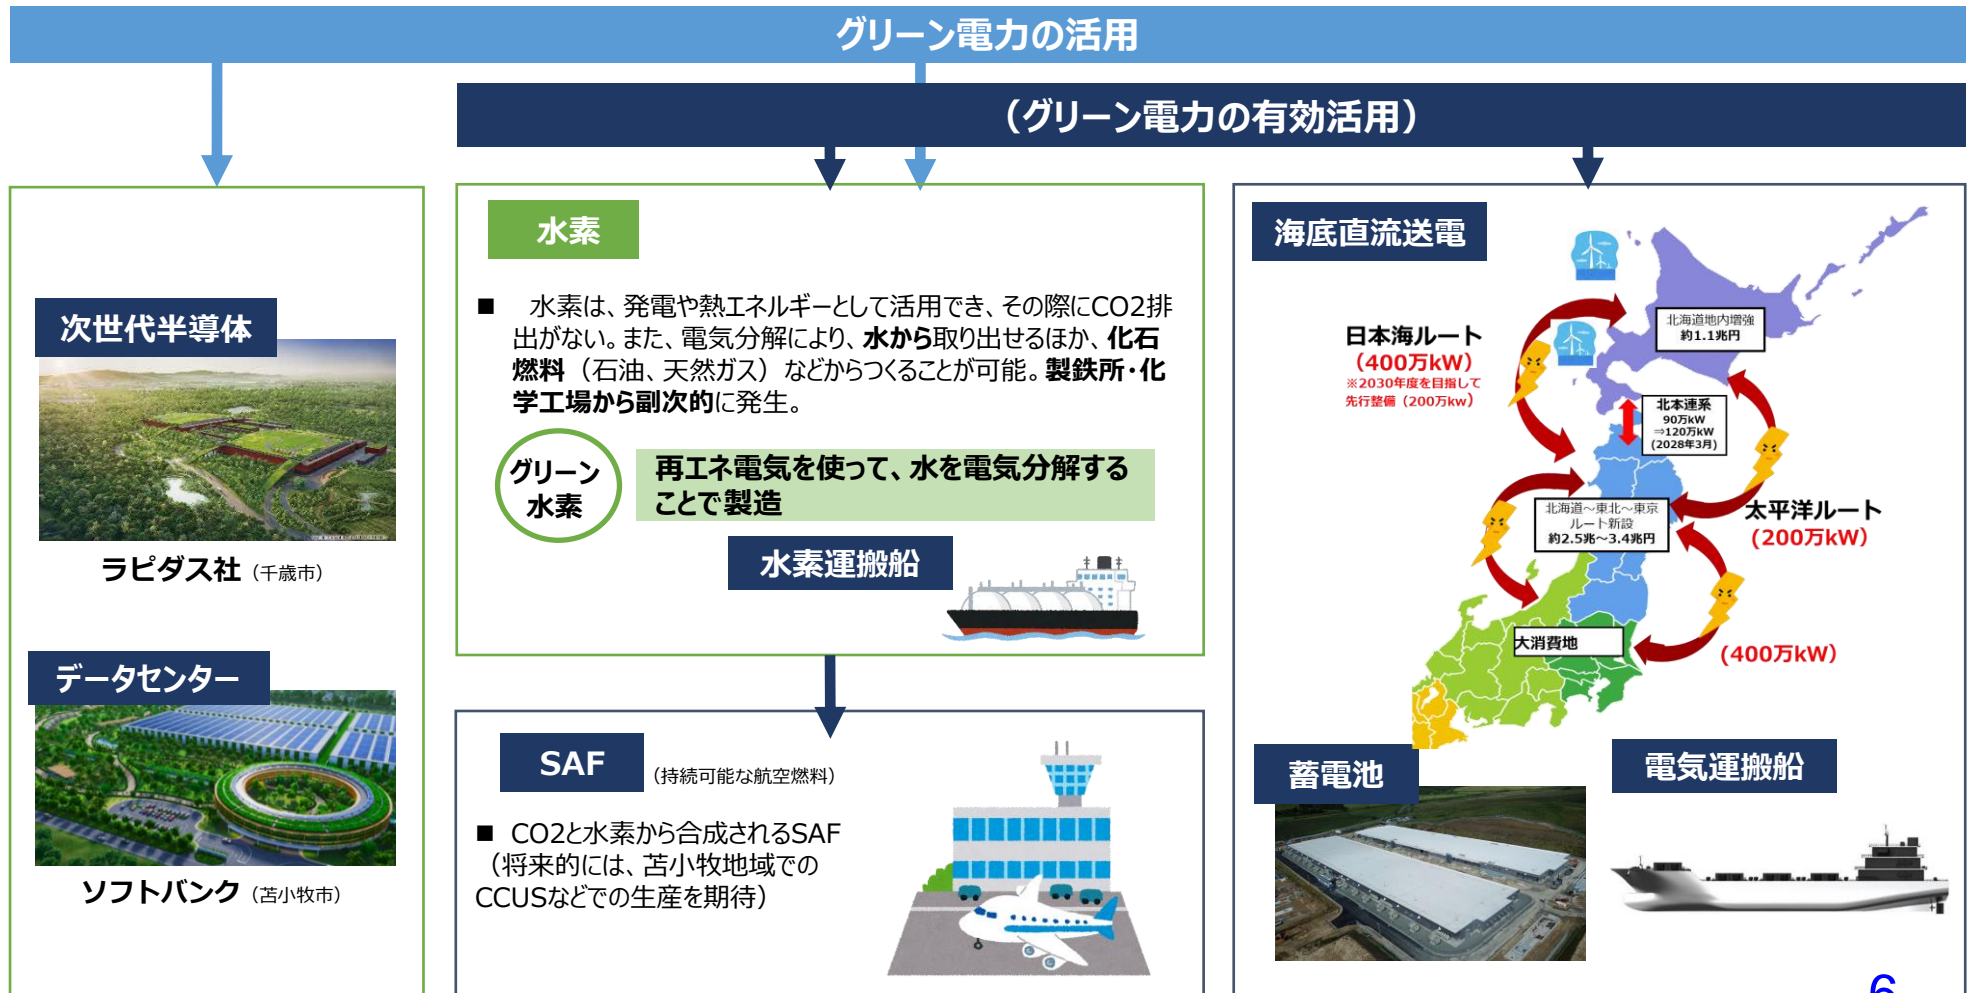 グリーン電力の活用
（グリーン電力の有効活用）
次世代半導体
ラピダス社（千歳市）
データセンター
ソフトバンク（苫小牧市）
水素
■ 水素は、発電や熱エネルギーとして活用でき、その際にCO2排
出がない。また、電気分解により、水から取り出せるほか、化石
燃料（石油、天然ガス）などからつくることが可能。製鉄所・化
学工場から副次的に発生。
グリーン
水素
再エネ電気を使って、水を電気分解する
ことで製造
水素運搬船
SAF（持続可能な航空燃料）
■ CO2と水素から合成されるSAF
（将来的には、苫小牧地域での
CCUSなどでの生産を期待）
海底直流送電
日本海ルート
（400万kW）
※2030年度を目指して
先行整備（200万kw）
北海道地内増強
約1.1兆円
北本連系
90万kW
⇒120万kW
(2028年3月)
北海道～東北～東京
ルート新設
約2.5兆～3.4兆円
太平洋ルート
（200万kW）
大消費地
（400万kW）
蓄電池
電気運搬船
6